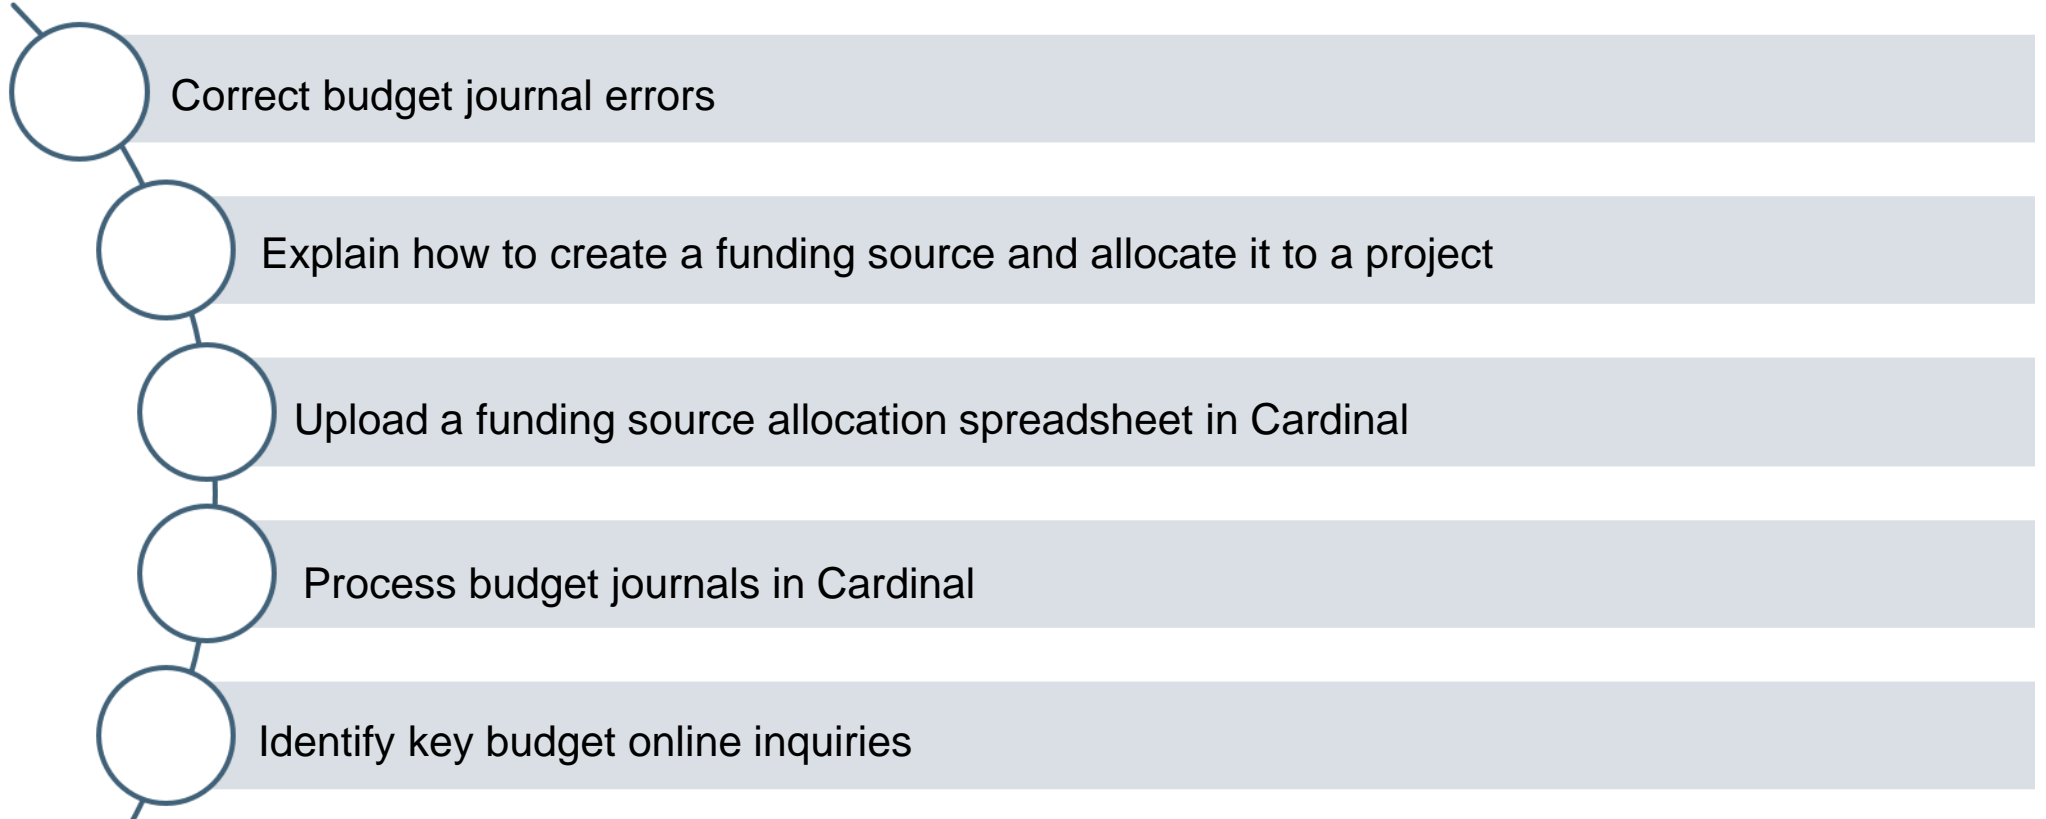 Correct budget journal errors
Explain how to create a funding source and allocate it to a project
Upload a funding source allocation spreadsheet in Cardinal
Process budget journals in Cardinal
Identify key budget online inquiries